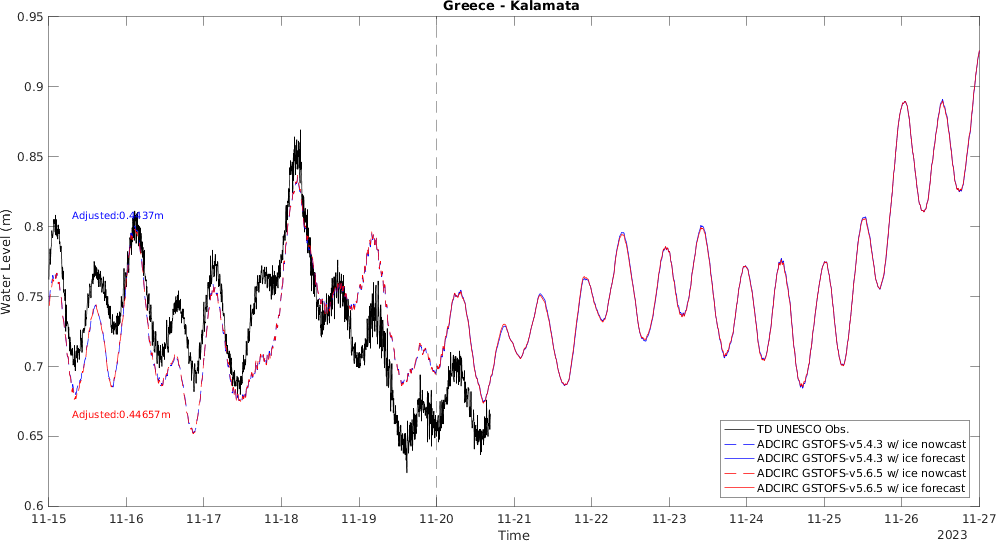 Greece - Kalamata
0.95
0.9
0.85
0.8
0.75
0.7
0.65
0.6
Water Level (m)
Adjusted:0.4437m
Adjusted:0.44657m
TD UNESCO Obs.
ADCIRC GSTOFS-v5.4.3 w/ ice nowcast
ADCIRC GSTOFS-v5.4.3 w/ ice forecast
ADCIRC GSTOFS-v5.6.5 w/ ice nowcast
ADCIRC GSTOFS-v5.6.5 w/ ice forecast
11-15 11-16 11-17 11-18 11-19 11-20 11-21 11-22 11-23 11-24 11-25 11-26 11-27
Time
2023